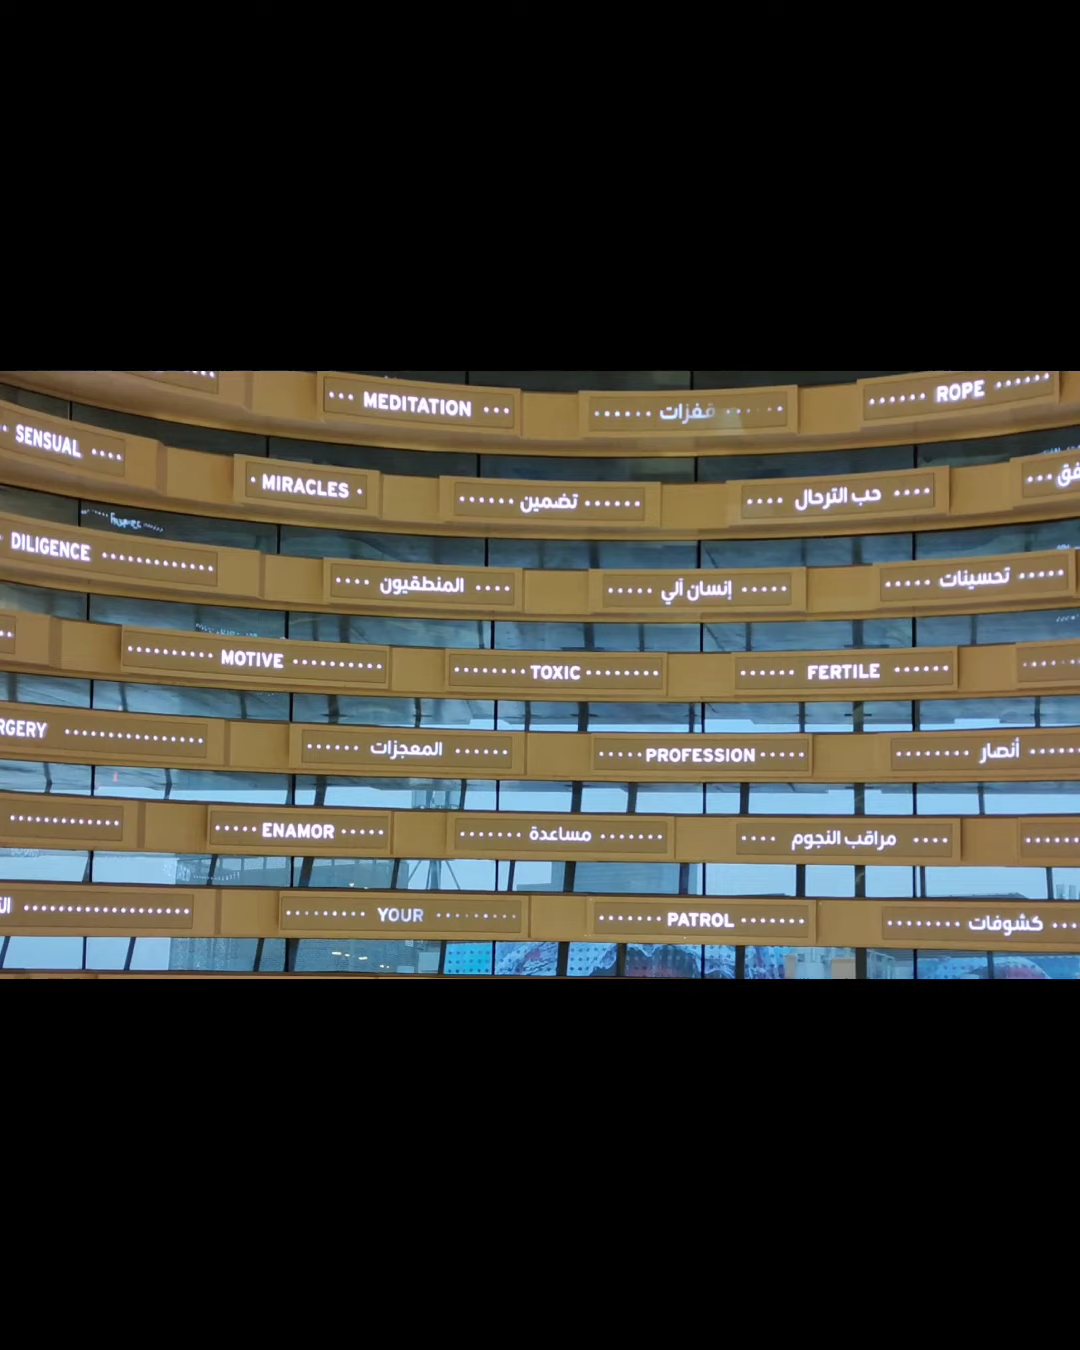 MEDITATION
قفزات
ROPE
SENSUAL
MIRACLES
تضمين
حب الترحال
DILIGENCE
المنطقيون
إنسان آلي
تحسينات
MOTIVE
TOXIC
FERTILE
المعجزات
PROFESSION
أنصار
ENAMOR
مساعدة
مراقب النجوم
YOUR
PATROL
كشوفات